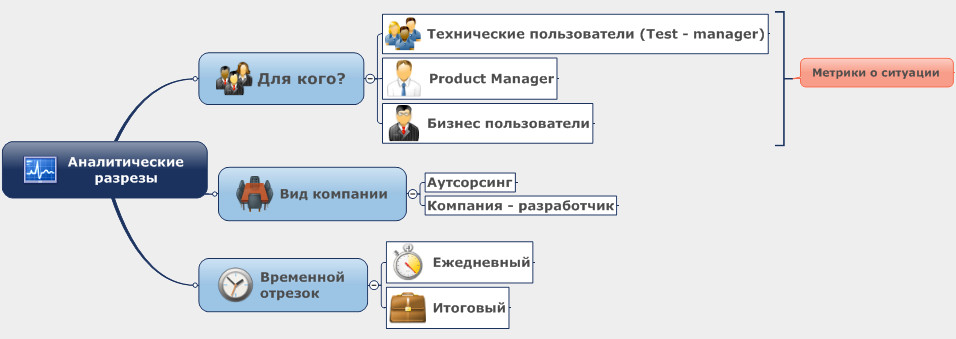 Аналитические
разрезы
Для кого?
Технические пользователи (Test - manager)
Product Manager
Бизнес пользователи
Метрики о ситуации
Вид компании
Аутсорсинг
Компания - разработчик
Временной
отрезок
Ежедневный
Итоговый